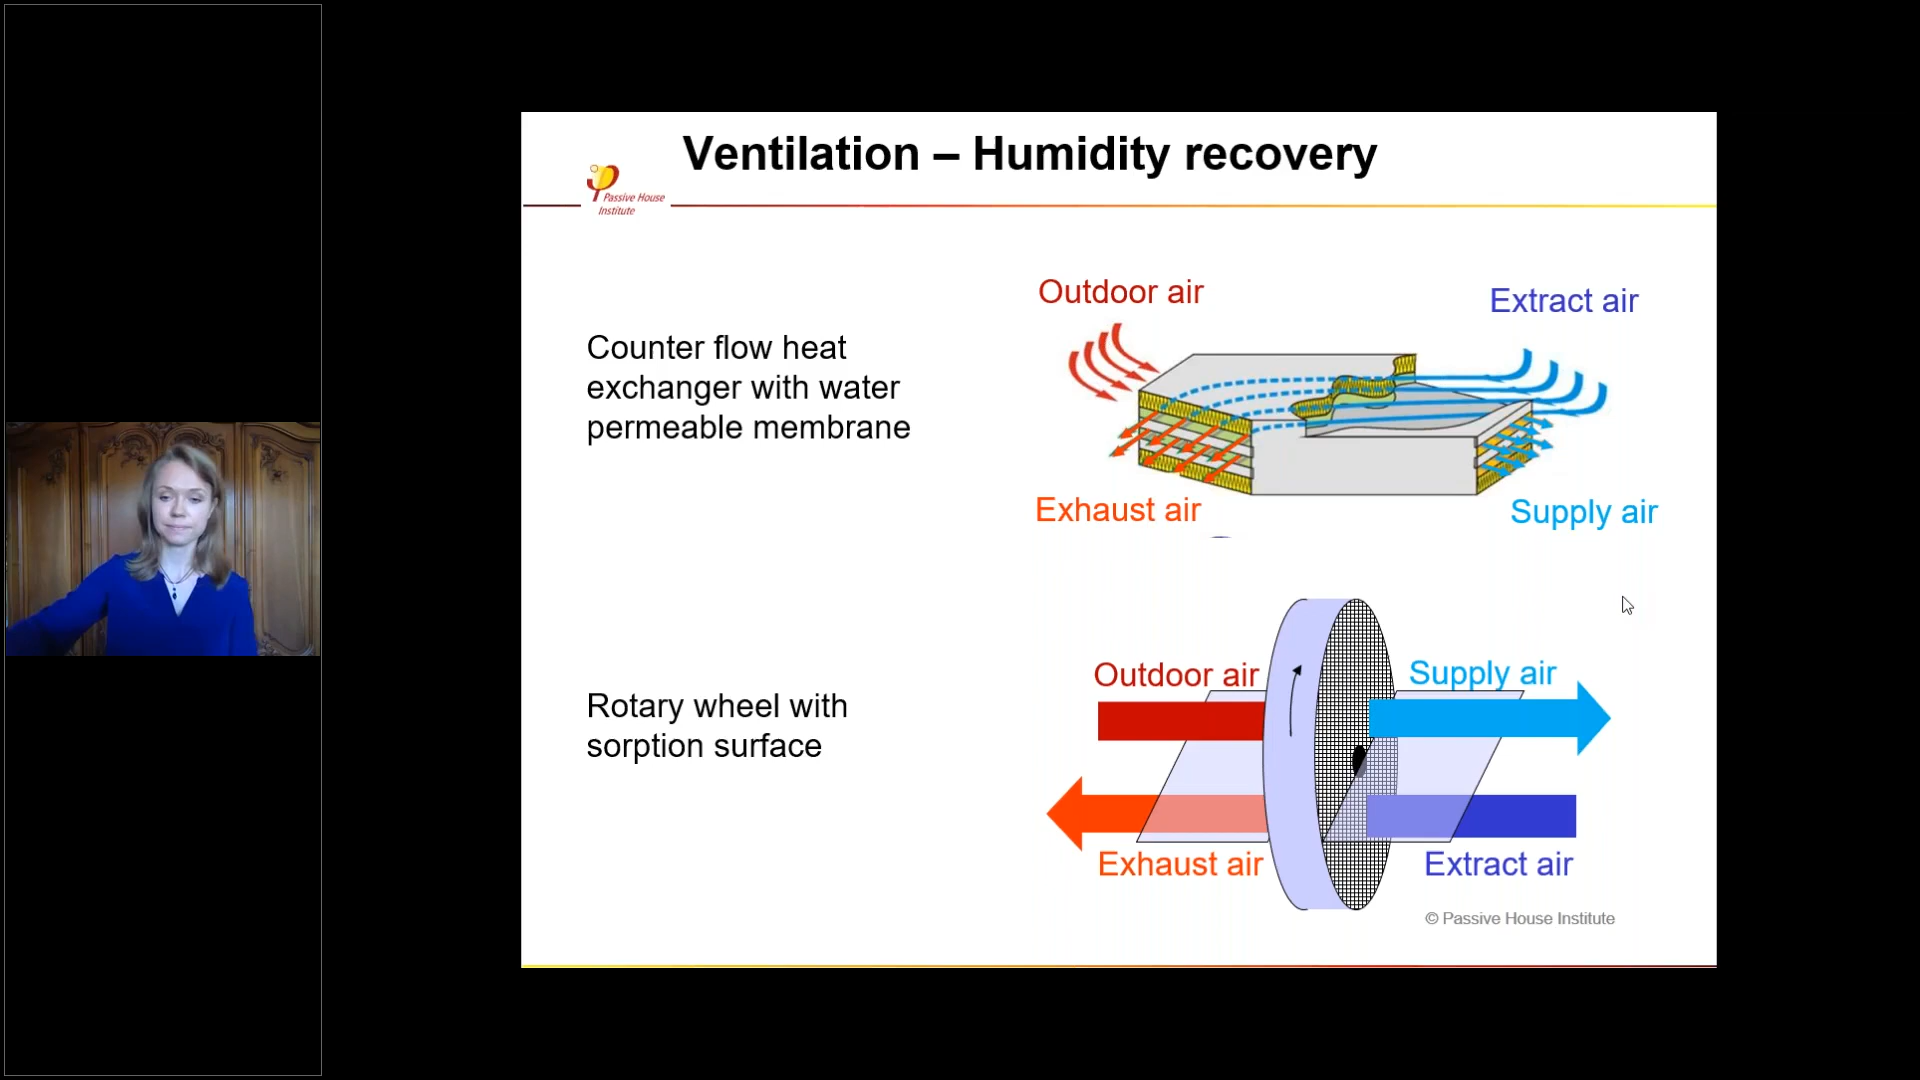 Ventilation – Humidity recovery
Passive House
Institute
Outdoor air
Extract air
Counter flow heat
exchanger with water
permeable membrane
Exhaust air
Supply air
Outdoor air
Supply air
Rotary wheel with
sorption surface
Exhaust air
Extract air
© Passive House Institute